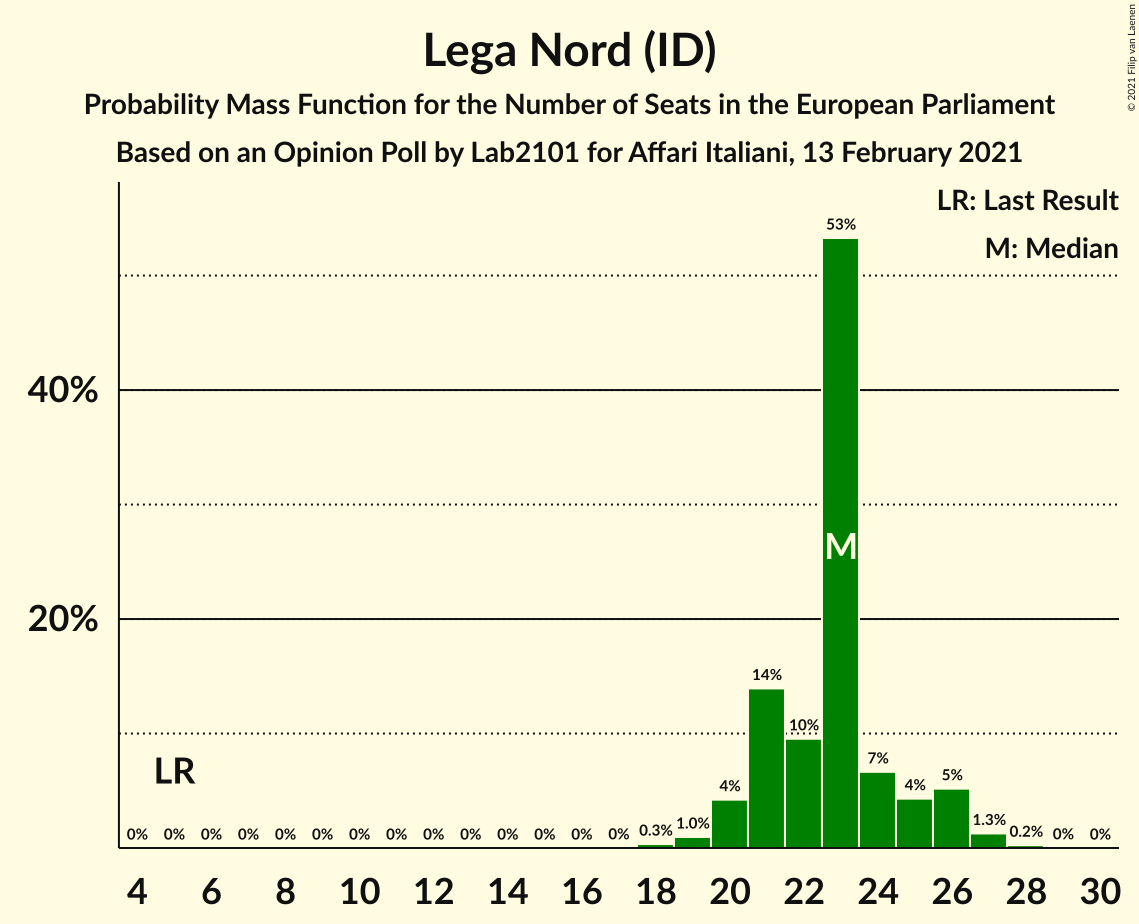 Lega Nord (ID)
Probability Mass Function for the Number of Seats in the European Parliament
Based on an Opinion Poll by Lab2101 for Affari Italiani, 13 February 2021
© 2021 Filip van Laenen
LR: Last Result
M: Median
53%
40%
M
20%
14%
10%
7%
4%
4%
5%
LR
0% 0% 0% 0% 0% 0% 0% 0% 0% 0% 0% 0% 0% 0% 0.3% 1.0% 1.3% 0.2% 0% 0%
4 6 8 10 12 14 16 18 20 22 24 26 28 30